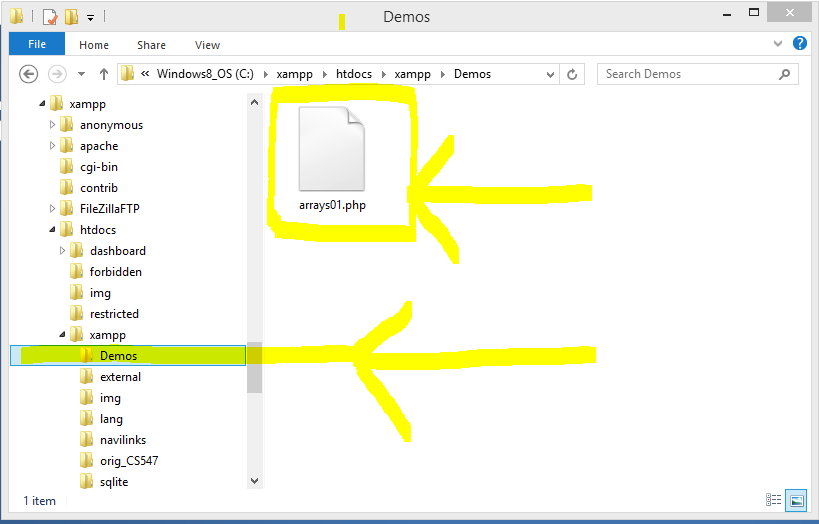 Demos
File Home Share View
« Windows8_OS (C:) xampp htdocs xampp Demos
Search Demos
xampp
anonymous
apache
cgi-bin
contrib
FileZillaFTP
htdocs
dashboard
forbidden
img
restricted
xampp
Demos
external
img
lang
navilinks
orig_CS547
sqlite
arrays01.php
1 item